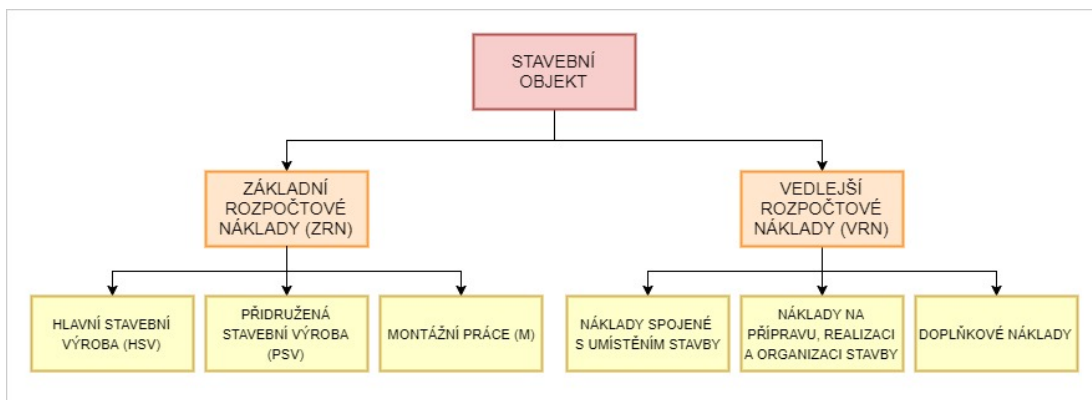 STAVEBNÍ
OBJEKT
ZÁKLADNÍ
ROZPOČTOVÉ
NÁKLADY (ZRN)
VEDLEJŠÍ
ROZPOČTOVÉ
NÁKLADY (VRN)
HLAVNÍ STAVEBNÍ
VÝROBA (HSV)
PŘIDRUŽENÁ
STAVEBNÍ VÝROBA
(PSV)
MONTÁŽNÍ PRÁCE (M)
NÁKLADY SPOJENÉ
S UMÍSTĚNÍM STAVBY
NÁKLADY NA
PŘÍPRAVU, REALIZACI
A ORGANIZACI STAVBY
DOPLŇKOVÉ NÁKLADY